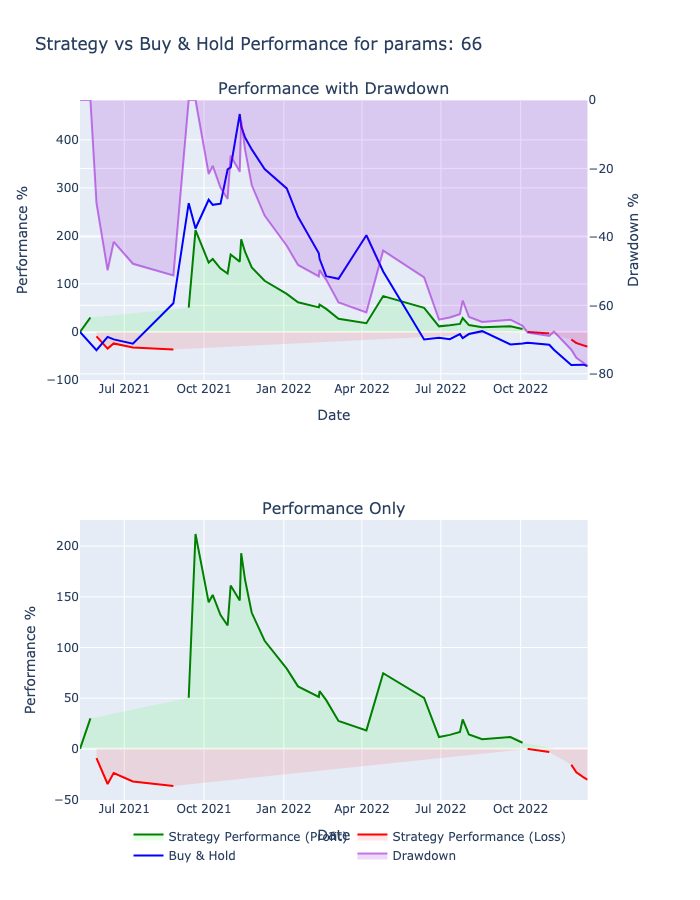 Strategy vs Buy & Hold Performance for params: 66
Performance with Drawdown
400
300
200
100
0
−100
0
−20
−40
−60
−80
Performance %
Drawdown %
Jul 2021 Oct 2021 Jan 2022 Apr 2022 Jul 2022 Oct 2022
Date
Performance Only
200
150
100
50
0
−50
Performance %
Jul 2021 Oct 2021 Jan 2022 Apr 2022 Jul 2022 Oct 2022
Date
Strategy Performance (Profit) Strategy Performance (Loss)
Buy & Hold Drawdown